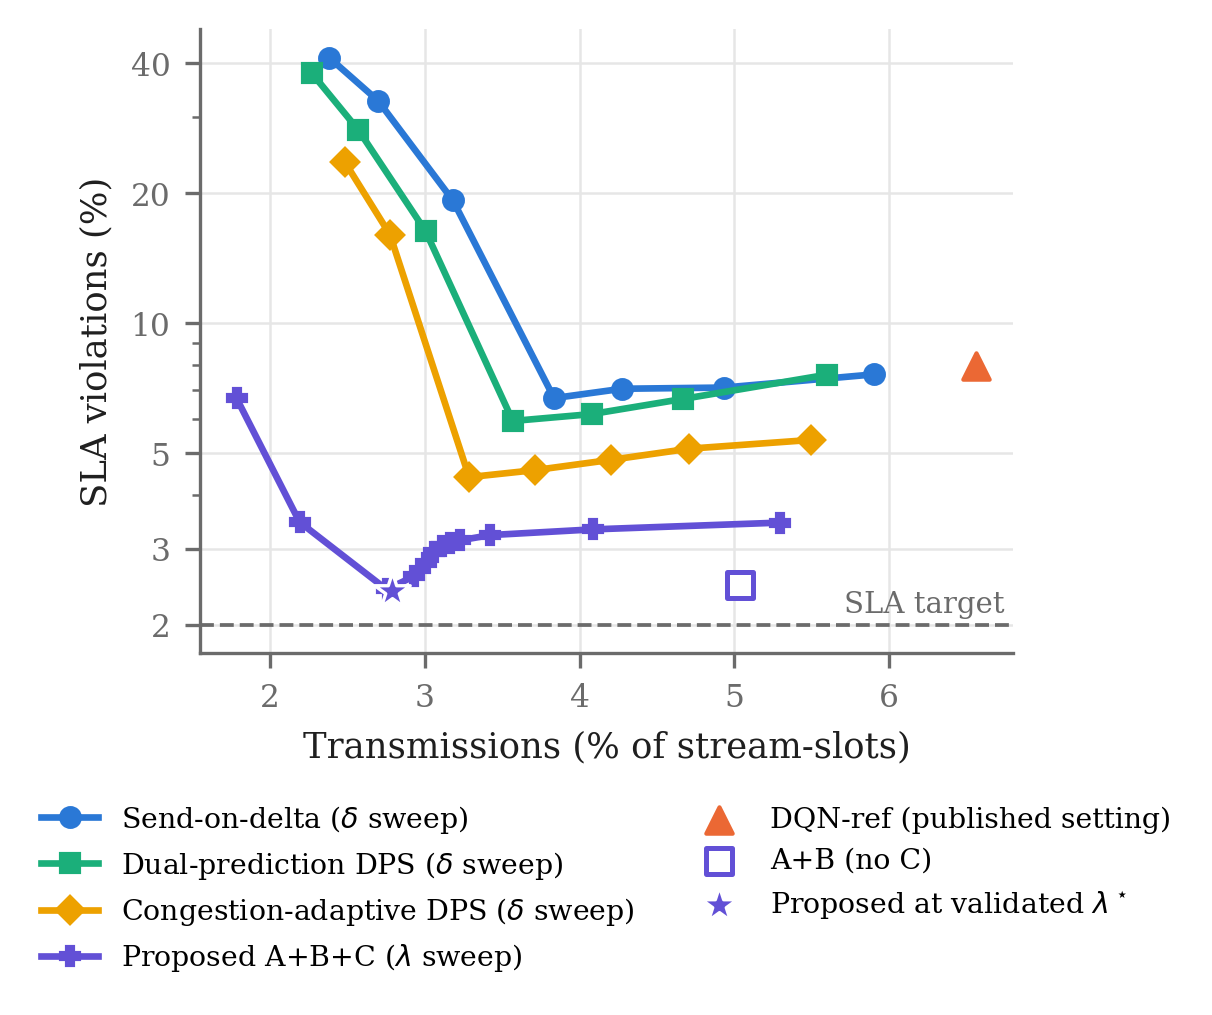 40
20
10
5
3
2
SLA violations (%)
SLA target
2 3 4 5 6
Transmissions (% of stream-slots)
Send-on-delta (δ sweep)
Dual-prediction DPS (δ sweep)
Congestion-adaptive DPS (δ sweep)
Proposed A+B+C (λ sweep)
DQN-ref (published setting)
A+B (no C)
Proposed at validated λ⋆